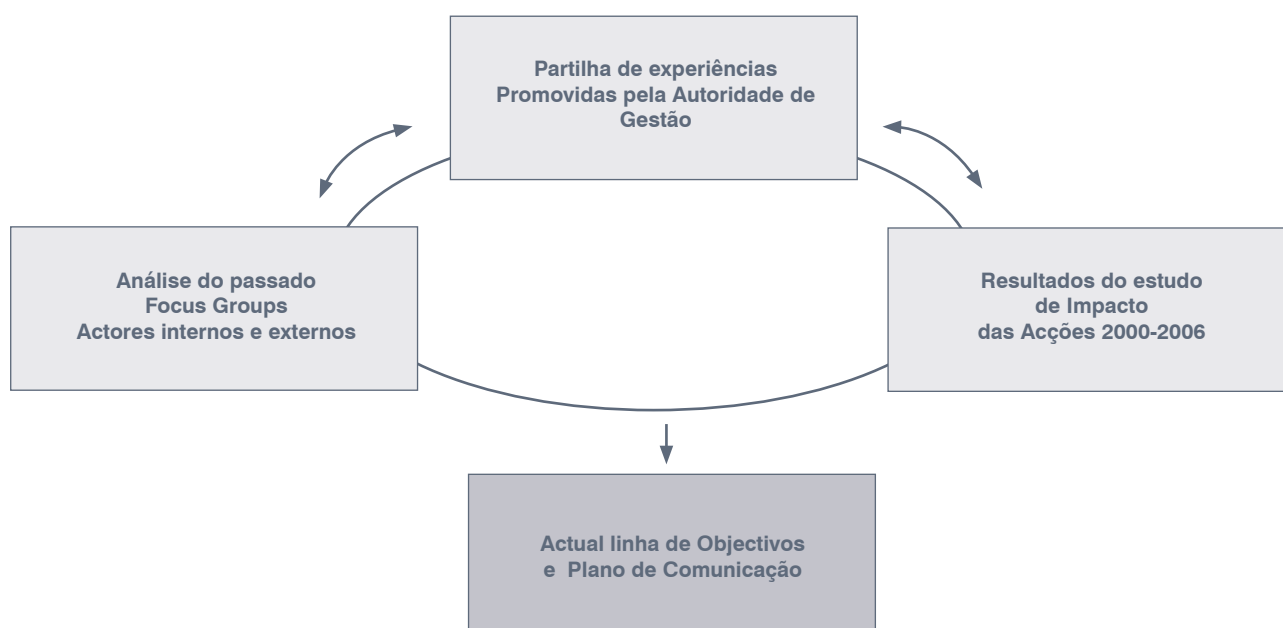 Partilha de experiências
Promovidas pela Autoridade de
Gestão
Análise do passado
Focus Groups
Actores internos e externos
Resultados do estudo
de Impacto
das Acções 2000-2006
Actual linha de Objectivos
e  Plano de Comunicação